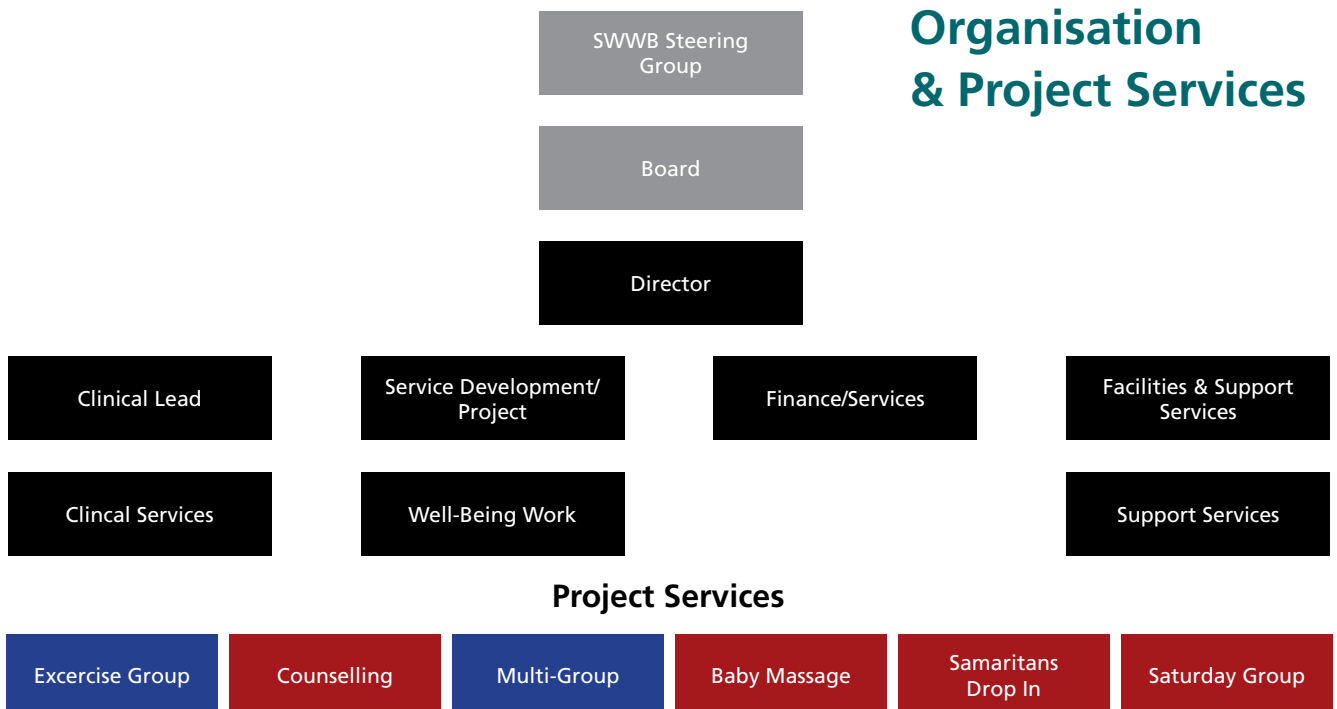 Organisation
& Project Services
SWWB Steering
Group
Board
Director
Clinical Lead
Service Development/
Project
Finance/Services
Facilities & Support
Services
Clincal Services
Well-Being Work
Support Services
Project Services
Excercise Group
Counselling
Multi-Group
Baby Massage
Samaritans
Drop In
Saturday Group